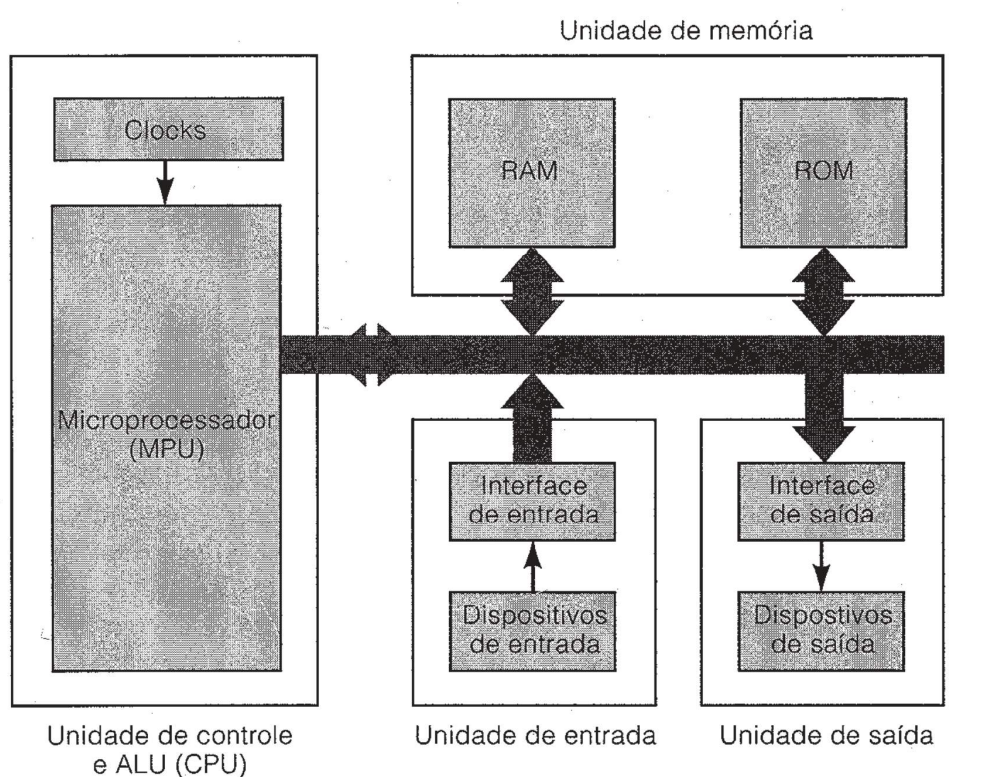 Unidade de memória
Clocks
RAM
ROM
Microprocessador
(MPU)
Interface
de entrada
Interface
de saída
Dispositivos
de entrada
Dispostivos
de saída
Unidade de controle
e ALU (CPU)
Unidade de entrada
Unidade de saída